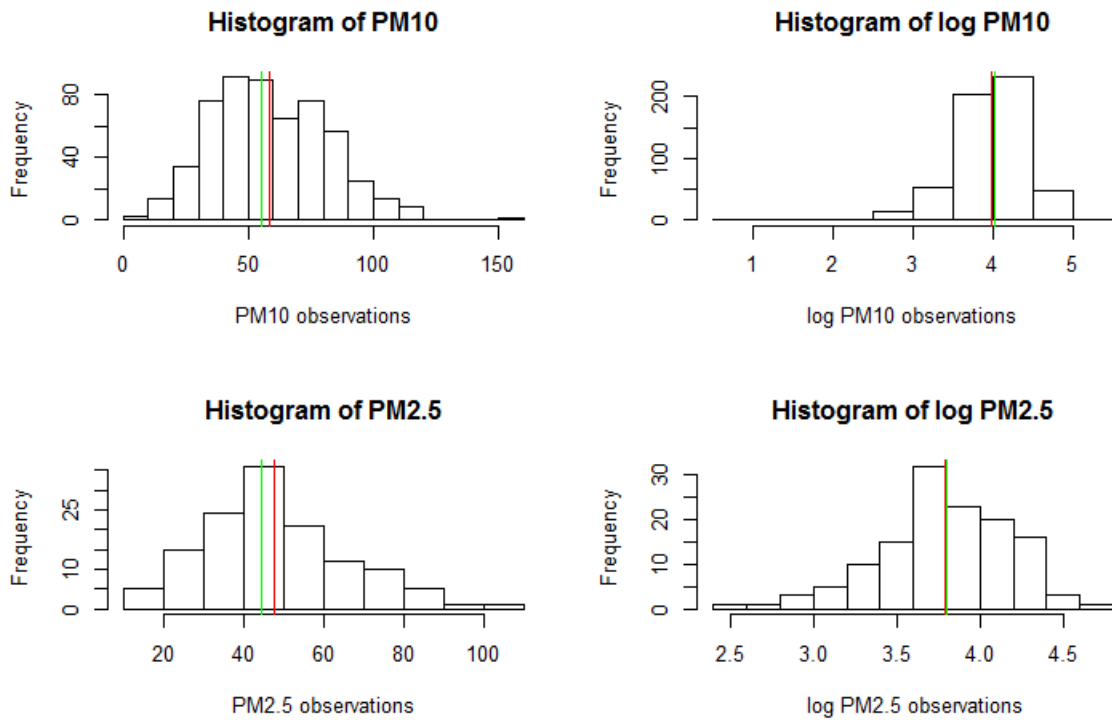 Histogram of PM10
Frequency
0 40 80
0 50 100 150
PM10 observations
Histogram of log PM10
Frequency
0 100 200
1 2 3 4 5
log PM10 observations
Histogram of PM2.5
Frequency
0 10 25
20 40 60 80 100
PM2.5 observations
Histogram of log PM2.5
Frequency
0 10 20 30
2.5 3.0 3.5 4.0 4.5
log PM2.5 observations